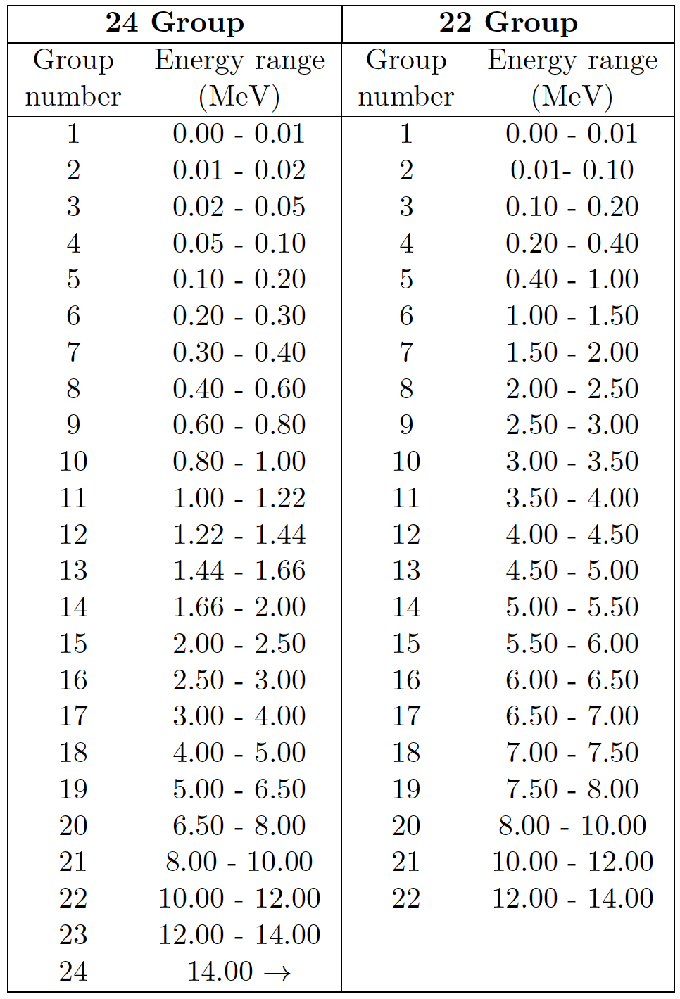 24 Group 22 Group
Group Energy range Group Energy range
number (MeV) number (MeV)
1 0.00 - 0.01 1 0.00 - 0.01
2 0.01 - 0.02 2 0.01- 0.10
3 0.02 - 0.05 3 0.10 - 0.20
4 0.05 - 0.10 4 0.20 - 0.40
5 0.10 - 0.20 5 0.40 - 1.00
6 0.20 - 0.30 6 1.00 - 1.50
7 0.30 - 0.40 7 1.50 - 2.00
8 0.40 - 0.60 8 2.00 - 2.50
9 0.60 - 0.80 9 2.50 - 3.00
10 0.80 - 1.00 10 3.00 - 3.50
11 1.00 - 1.22 11 3.50 - 4.00
12 1.22 - 1.44 12 4.00 - 4.50
13 1.44 - 1.66 13 4.50 - 5.00
14 1.66 - 2.00 14 5.00 - 5.50
15 2.00 - 2.50 15 5.50 - 6.00
16 2.50 - 3.00 16 6.00 - 6.50
17 3.00 - 4.00 17 6.50 - 7.00
18 4.00 - 5.00 18 7.00 - 7.50
19 5.00 - 6.50 19 7.50 - 8.00
20 6.50 - 8.00 20 8.00 - 10.00
21 8.00 - 10.00 21 10.00 - 12.00
22 10.00 - 12.00 22 12.00 - 14.00
23 12.00 - 14.00
24 14.00 →